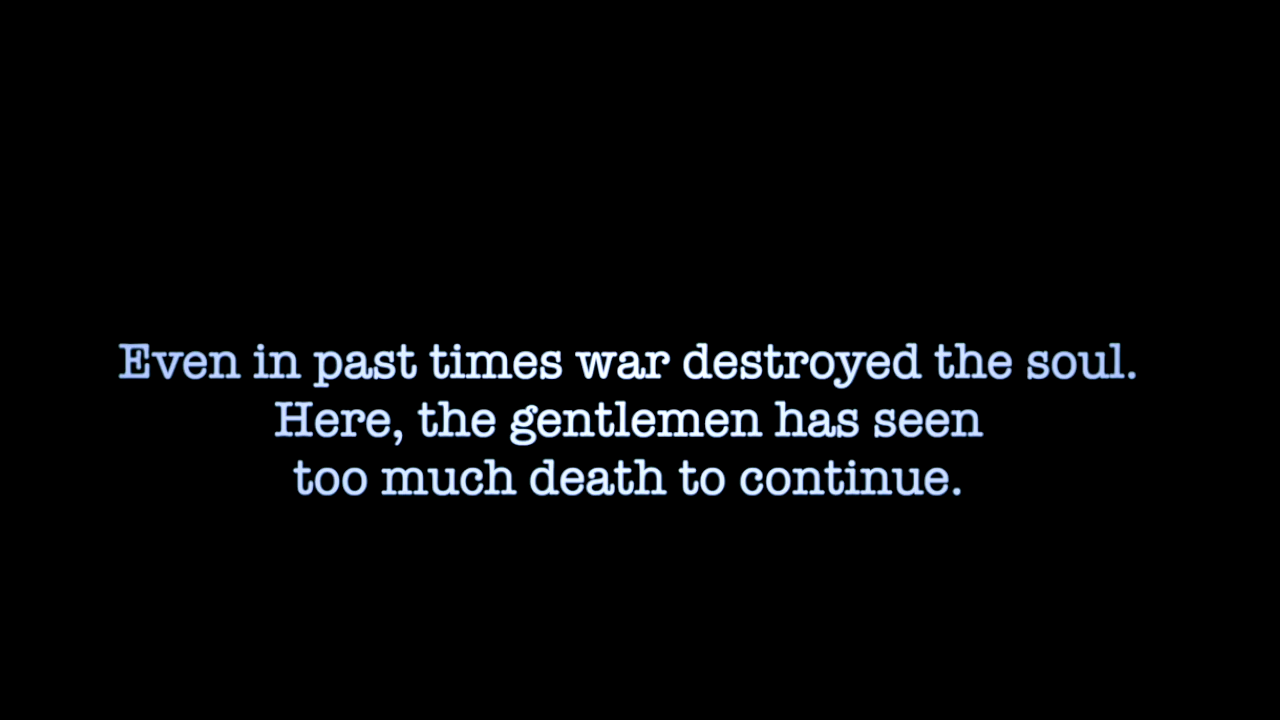 Even in past times war destroyed the soul.
Here, the gentlemen has seen
too much death to continue.